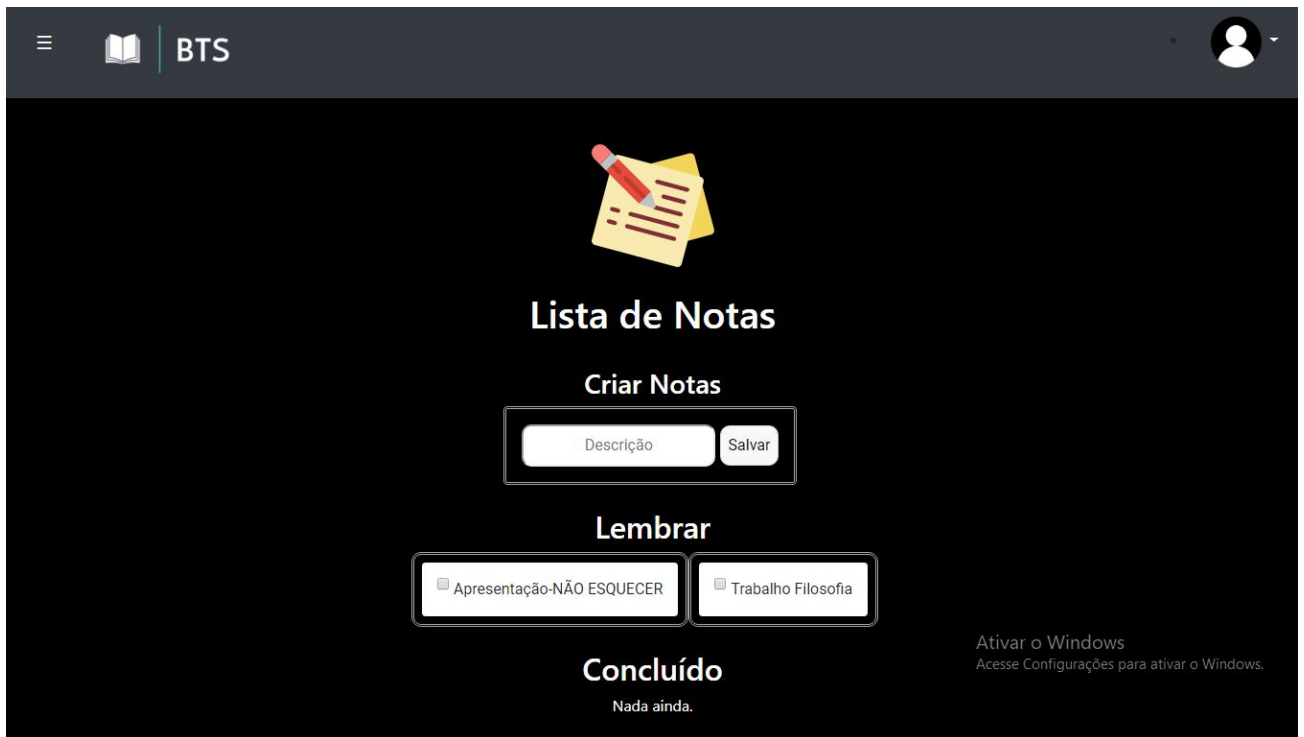 ☰ BTS
Lista de Notas
Criar Notas
Descrição Salvar
Lembrar
Apresentação-NÃO ESQUECER Trabalho Filosofia
Ativar o Windows
Acesse Configurações para ativar o Windows.
Concluído
Nada ainda.